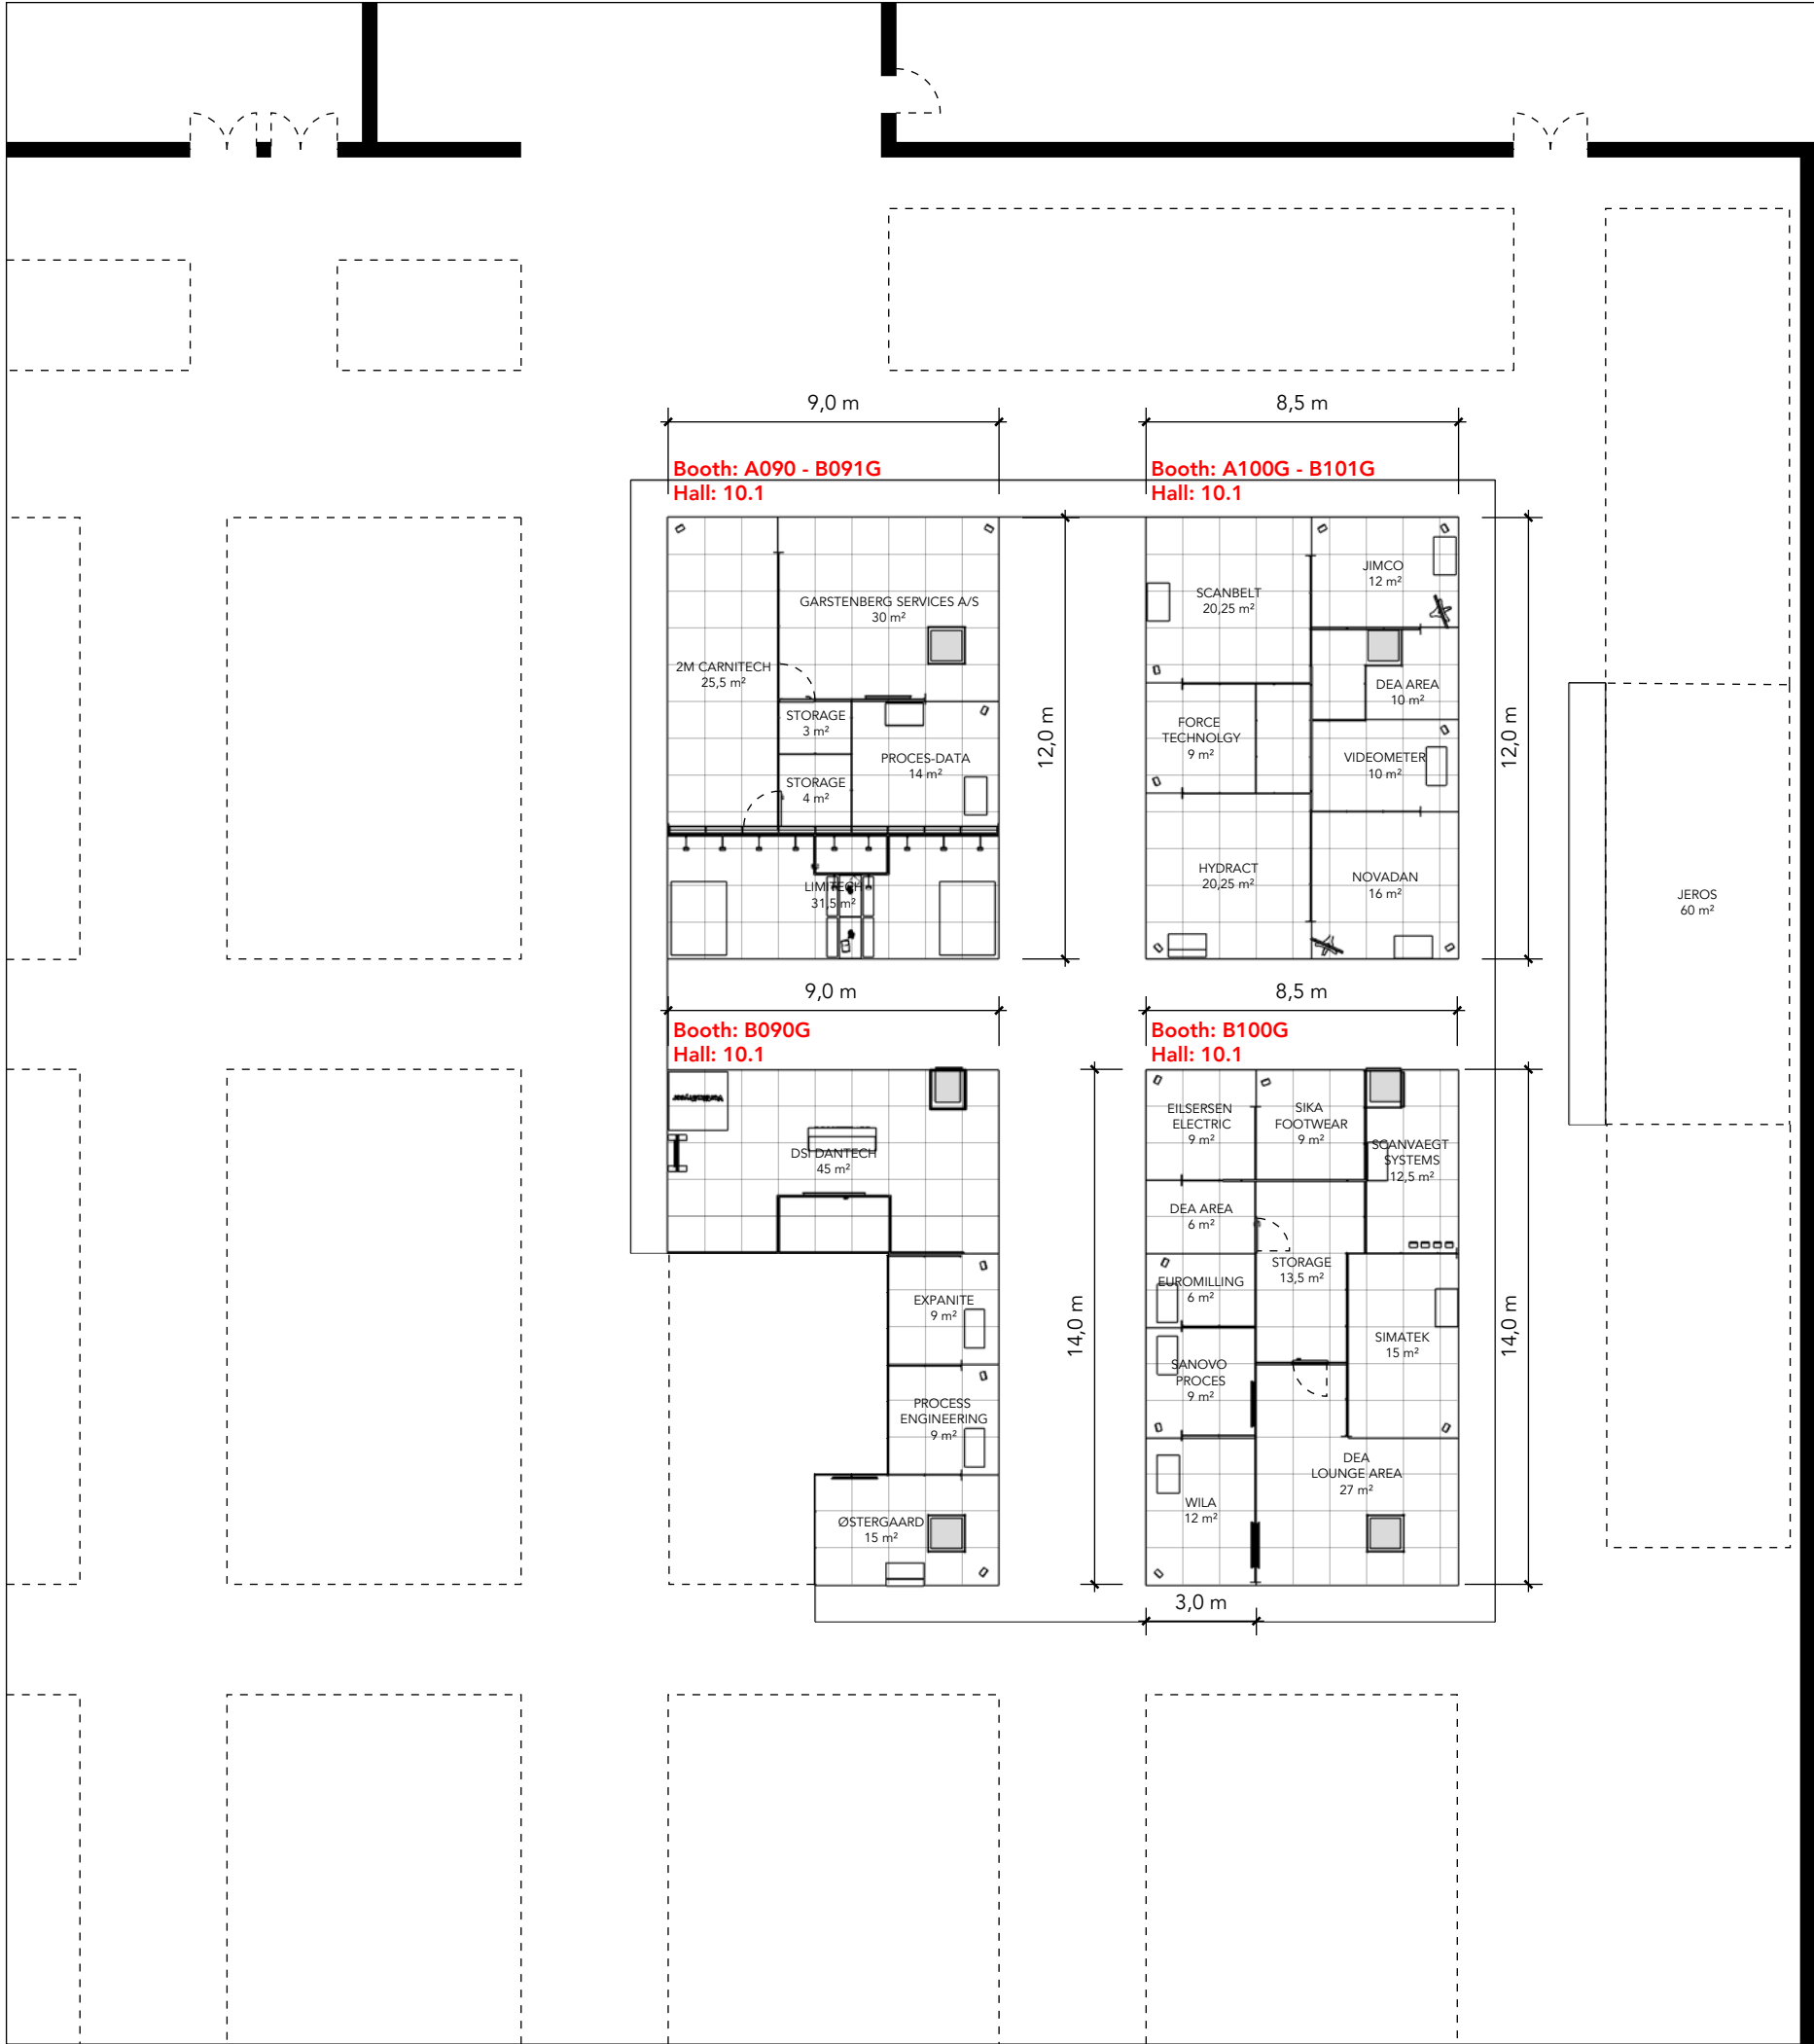 9,0 m
8,5 m
Booth: A090 - B091G
Hall: 10.1
Booth: A100G - B101G
Hall: 10.1
GARSTENBERG SERVICES A/S
30 m²
2M CARNITECH
25,5 m²
STORAGE
3 m²
PROCES-DATA
14 m²
STORAGE
4 m²
LIMITECH
31,5 m²
12,0 m
JIMCO
12 m²
SCANBELT
20,25 m²
DEA AREA
10 m²
FORCE
TECHNOLGY
9 m²
VIDEOMETER
10 m²
HYDRACT
20,25 m²
NOVADAN
16 m²
12,0 m
JEROS
60 m²
9,0 m
8,5 m
Booth: B090G
Hall: 10.1
Booth: B100G
Hall: 10.1
DSI DANTECH
45 m²
EXPANITE
9 m²
PROCESS
ENGINEERING
9 m²
ØSTERGAARD
15 m²
14,0 m
EILSERSEN
ELECTRIC
9 m²
SIKA
FOOTWEAR
9 m²
SCANVAEGT
SYSTEMS
12,5 m²
DEA AREA
6 m²
STORAGE
13,5 m²
EUROMILLING
6 m²
SIMATEK
15 m²
SANOVO
PROCES
9 m²
DEA
LOUNGE AREA
27 m²
WILA
12 m²
14,0 m
3,0 m